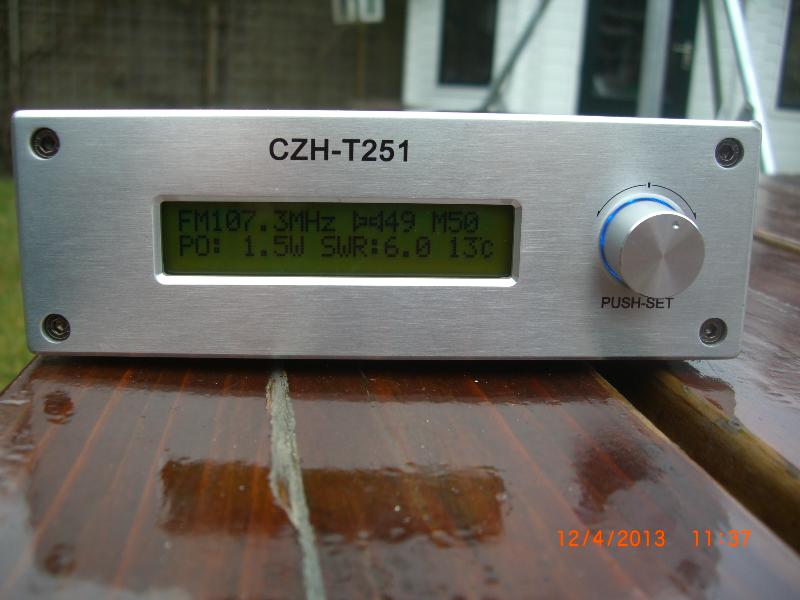 CZH-T251
FM107.3MHz 49 M50
PO: 1.5W SWR:6.0 13℃
PUSH-SET
12/4/2013 11:37